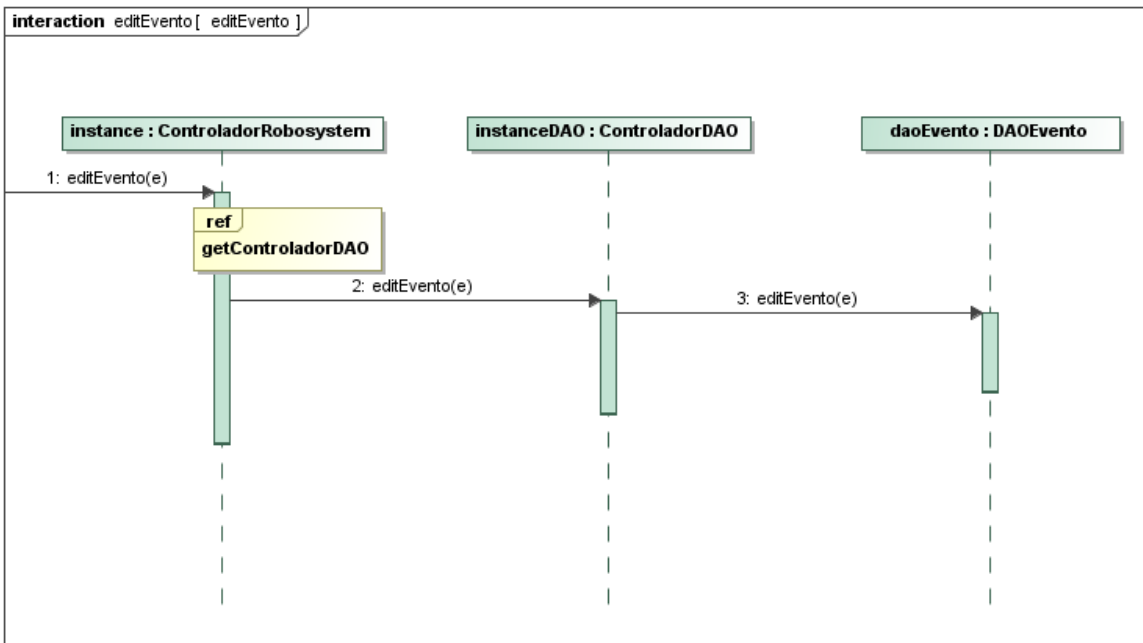 interaction editEvento [ editEvento ]
instance : ControladorRobosystem
instanceDAO : ControladorDAO
daoEvento : DAOEvento
1: editEvento(e)
ref
getControladorDAO
2: editEvento(e)
3: editEvento(e)